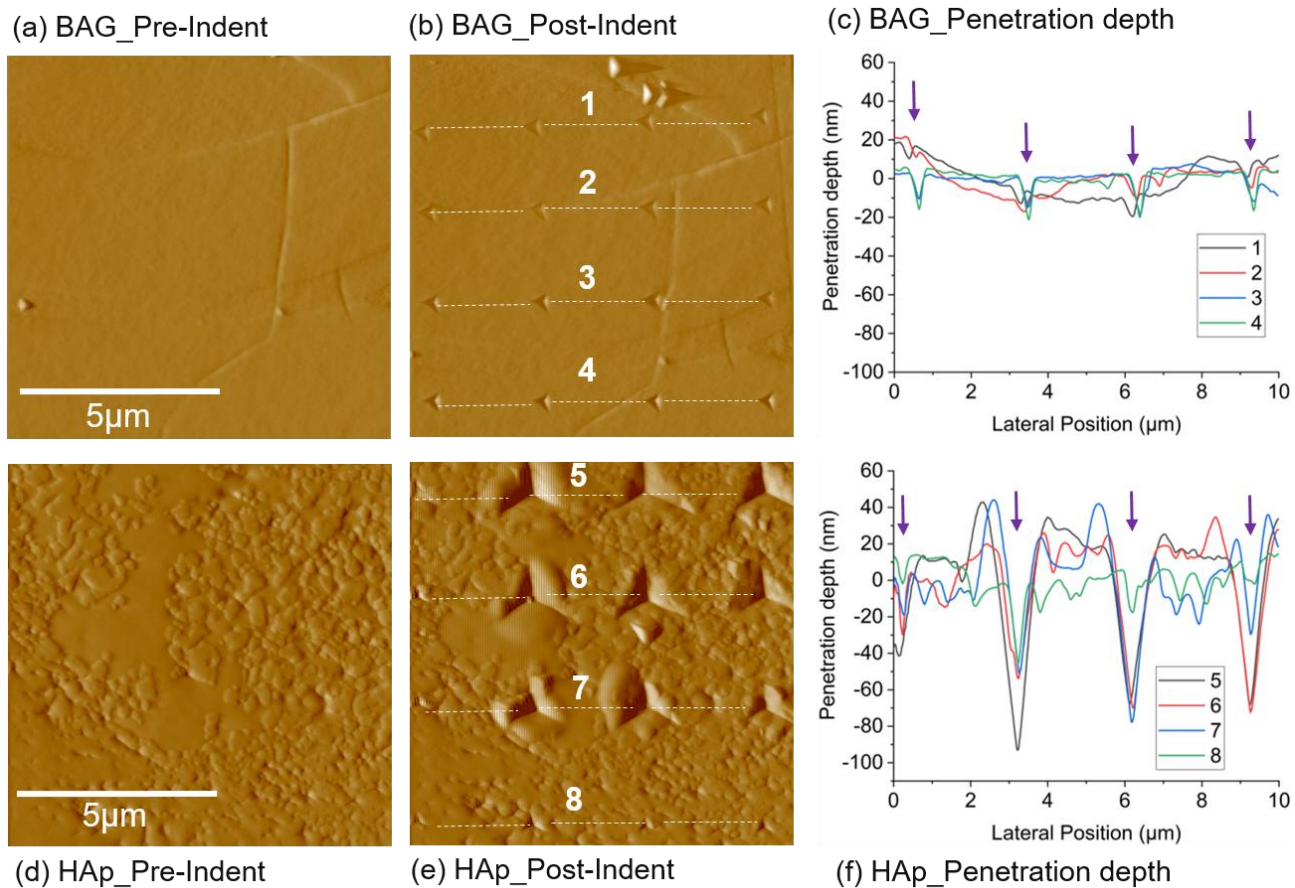 (a) BAG_Pre-Indent
(b) BAG_Post-Indent
(c) BAG_Penetration depth
5µm
1
2
3
4
Penetration depth (nm)
60
40
20
0
-20
-40
-60
-80
-100
1
2
3
4
0 2 4 6 8 10
Lateral Position (µm)
5µm
5
6
7
8
Penetration depth (nm)
60
40
20
0
-20
-40
-60
-80
-100
5
6
7
8
0 2 4 6 8 10
Lateral Position (µm)
(d) HAp_Pre-Indent
(e) HAp_Post-Indent
(f) HAp_Penetration depth